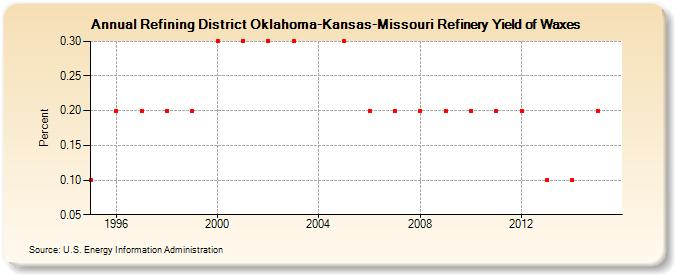 Annual Refining District Oklahoma-Kansas-Missouri Refinery Yield of Waxes
Percent
0.30
0.25
0.20
0.15
0.10
0.05
1996 2000 2004 2008 2012
Source: U.S. Energy Information Administration